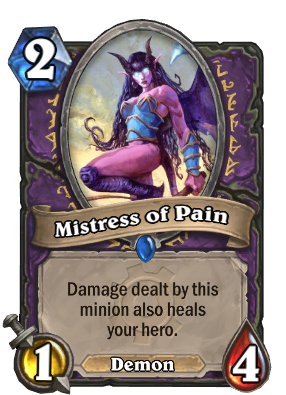 2
Mistress of Pain
Damage dealt by this
minion also heals
your hero.
Demon
1
4